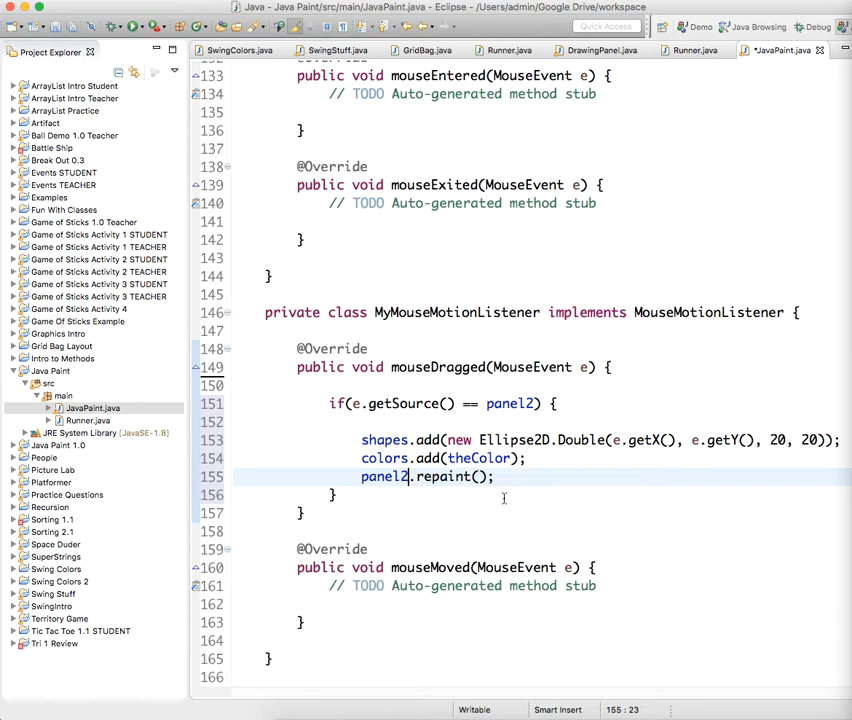 Java - Java Paint/src/main/JavaPaint.java - Eclipse - /Users/admin/Google Drive/workspace
Quick Access
Demo
Java Browsing
Debug
Project Explorer
SwingColors.java
SwingStuff.java
GridBag.java
Runner.java
DrawingPanel.java
Runner.java
*JavaPaint.java
ArrayList Intro Student
ArrayList Intro Teacher
ArrayList Practice
Artifact
Ball Demo 1.0 Teacher
Battle Ship
Break Out 0.3
Events STUDENT
Events TEACHER
Examples
Fun With Classes
Game of Sticks 1.0 Teacher
Game of Sticks Activity 1 STUDENT
Game of Sticks Activity 1 TEACHER
Game of Sticks Activity 2 STUDENT
Game of Sticks Activity 2 TEACHER
Game of Sticks Activity 3 STUDENT
Game of Sticks Activity 3 TEACHER
Game of Sticks Activity 4
Game Of Sticks Example
Graphics Intro
Grid Bag Layout
Intro to Methods
Java Paint
src
main
JavaPaint.java
Runner.java
JRE System Library [JavaSE-1.8]
Java Paint 1.0
People
Picture Lab
Platformer
Practice Questions
Recursion
Sorting 1.1
Sorting 2.1
Space Duder
SuperStrings
Swing Colors
Swing Colors 2
Swing Stuff
SwingIntro
Territory Game
Tic Tac Toe 1.1 STUDENT
Tri 1 Review
132 @Override
133 public void mouseEntered(MouseEvent e) {
134 // TODO Auto-generated method stub
135
136 }
137
138 @Override
139 public void mouseExited(MouseEvent e) {
140 // TODO Auto-generated method stub
141
142 }
143
144 }
145
146 private class MyMouseMotionListener implements MouseMotionListener {
147
148 @Override
149 public void mouseDragged(MouseEvent e) {
150
151 if(e.getSource() == panel2) {
152
153 shapes.add(new Ellipse2D.Double(e.getX(), e.getY(), 20, 20));
154 colors.add(theColor);
155 panel2.repaint();
156 }
157 }
158
159 @Override
160 public void mouseMoved(MouseEvent e) {
161 // TODO Auto-generated method stub
162
163 }
164
165 }
166
Writable
Smart Insert
155 : 23